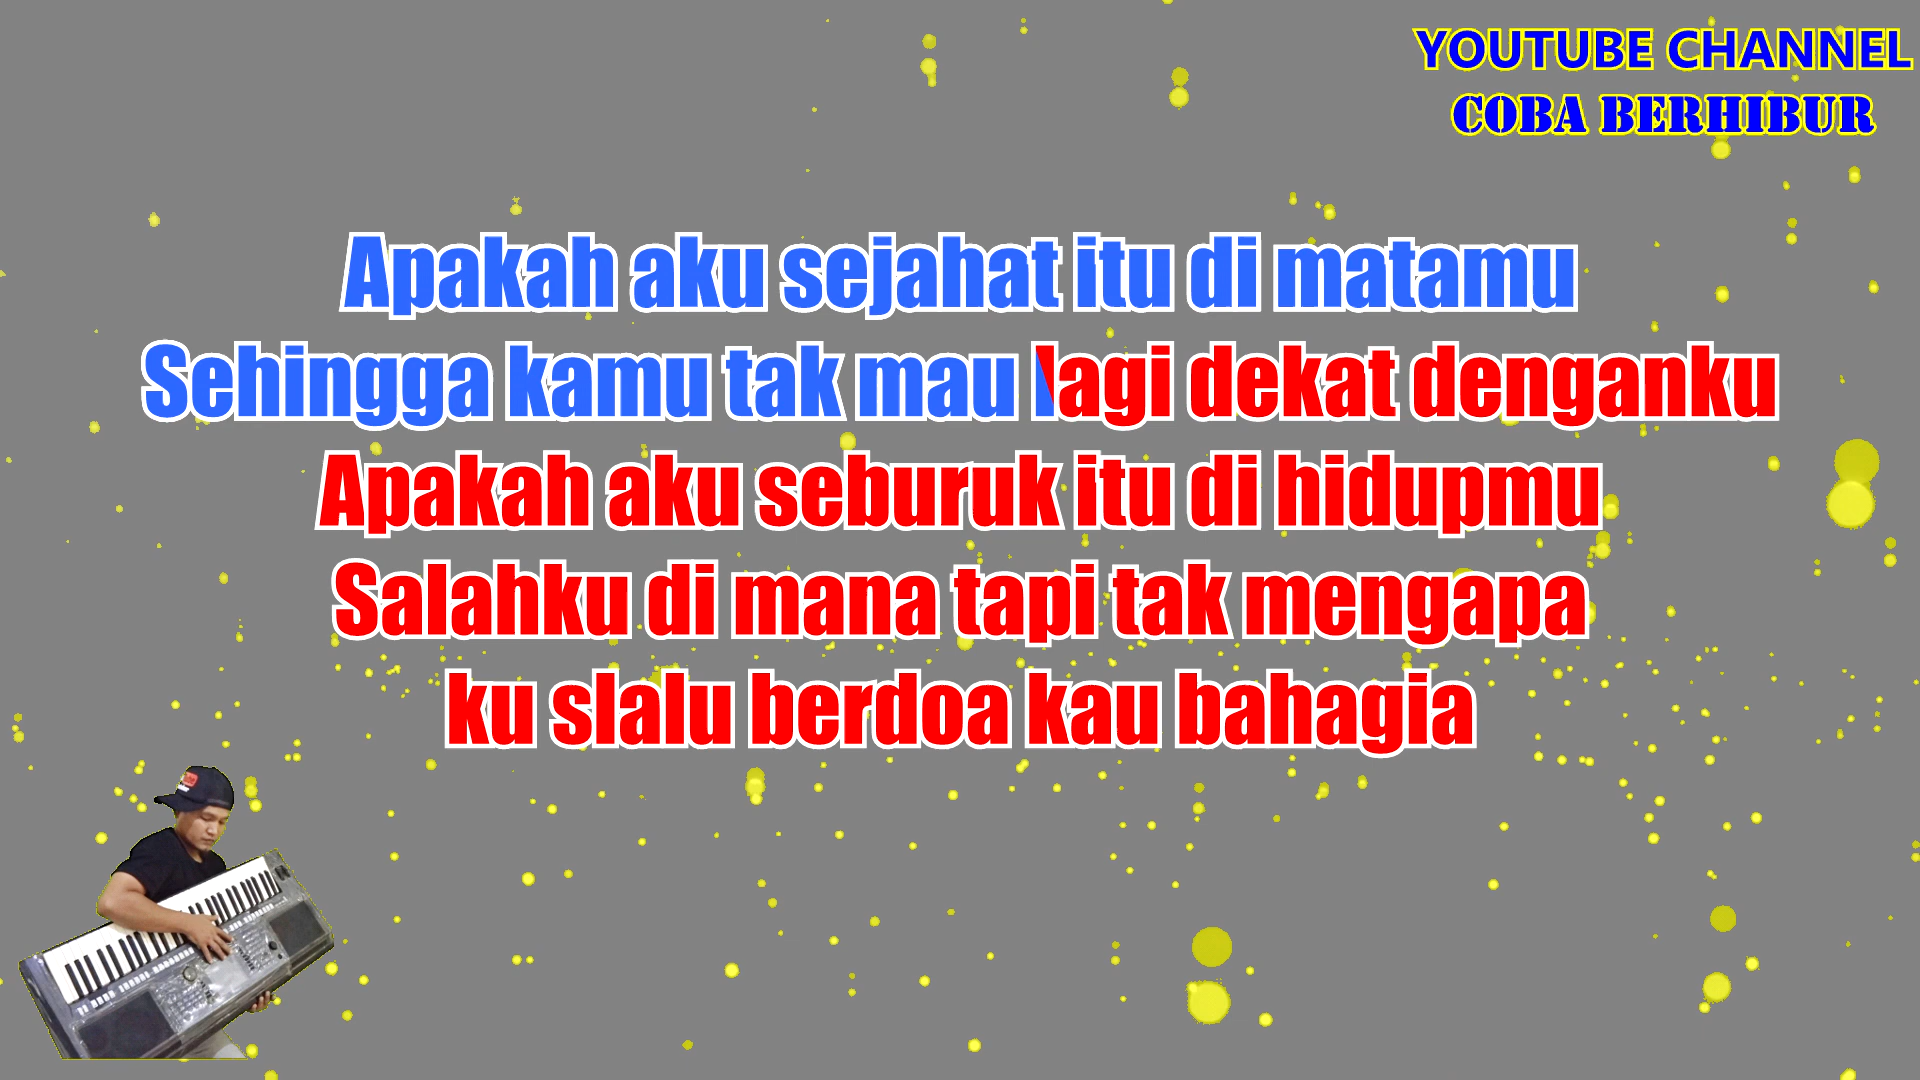 YOUTUBE CHANNEL
COBA BERHIBUR
Apakah aku sejahat itu di matamu
Sehingga kamu tak mau lagi dekat denganku
Apakah aku seburuk itu di hidupmu
Salahku di mana tapi tak mengapa
ku slalu berdoa kau bahagia